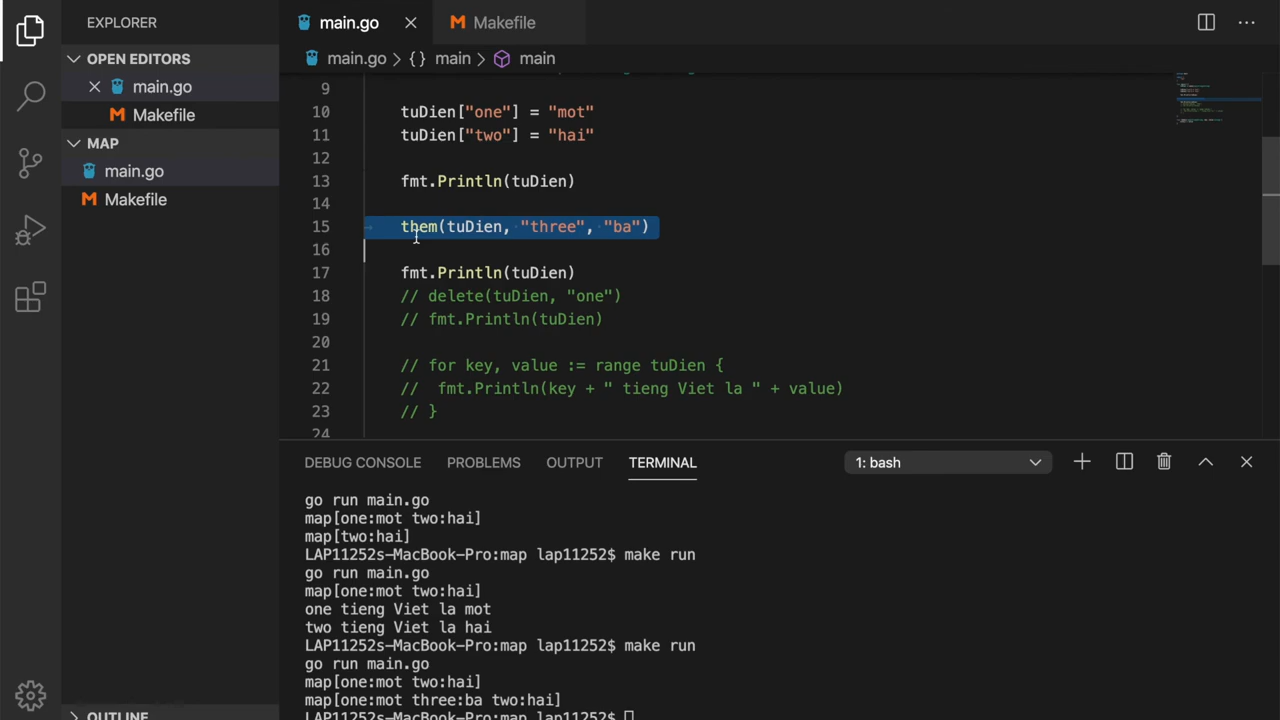 EXPLORER
main.go
Makefile
OPEN EDITORS
main.go > {} main > main
main.go
Makefile
MAP
main.go
Makefile
9
10 tuDien["one"] = "mot"
11 tuDien["two"] = "hai"
12
13 fmt.Println(tuDien)
14
15 them(tuDien, "three", "ba")
16
17 fmt.Println(tuDien)
18 // delete(tuDien, "one")
19 // fmt.Println(tuDien)
20
21 // for key, value := range tuDien {
22 // fmt.Println(key + " tieng Viet la " + value)
23 // }
24
DEBUG CONSOLE PROBLEMS OUTPUT TERMINAL 1: bash
go run main.go
map[one:mot two:hai]
map[two:hai]
LAP11252s-MacBook-Pro:map lap11252$ make run
go run main.go
map[one:mot two:hai]
one tieng Viet la mot
two tieng Viet la hai
LAP11252s-MacBook-Pro:map lap11252$ make run
go run main.go
map[one:mot two:hai]
map[one:mot three:ba two:hai]
LAP11252s-MacBook-Pro:map lap11252$
OUTLINE